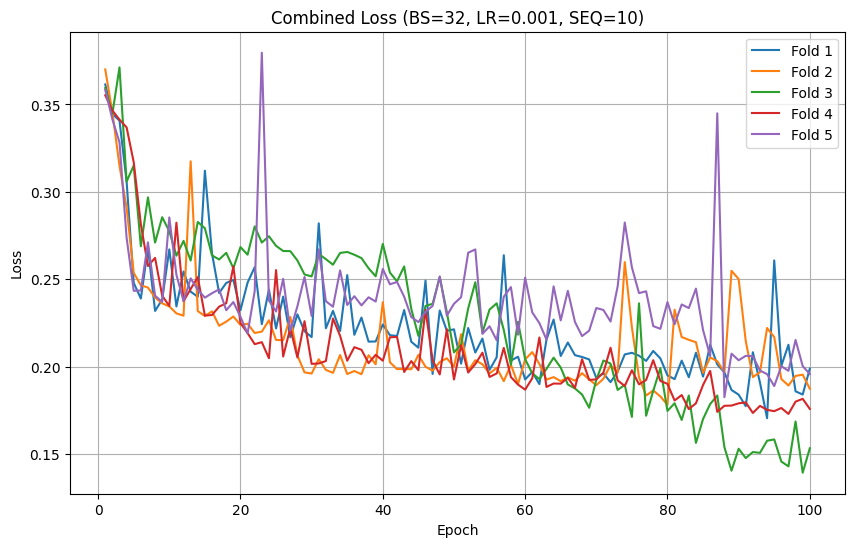 Combined Loss (BS=32, LR=0.001, SEQ=10)
Fold 1
Fold 2
Fold 3
Fold 4
Fold 5
Loss
0.35
0.30
0.25
0.20
0.15
0
20
40
60
80
100
Epoch